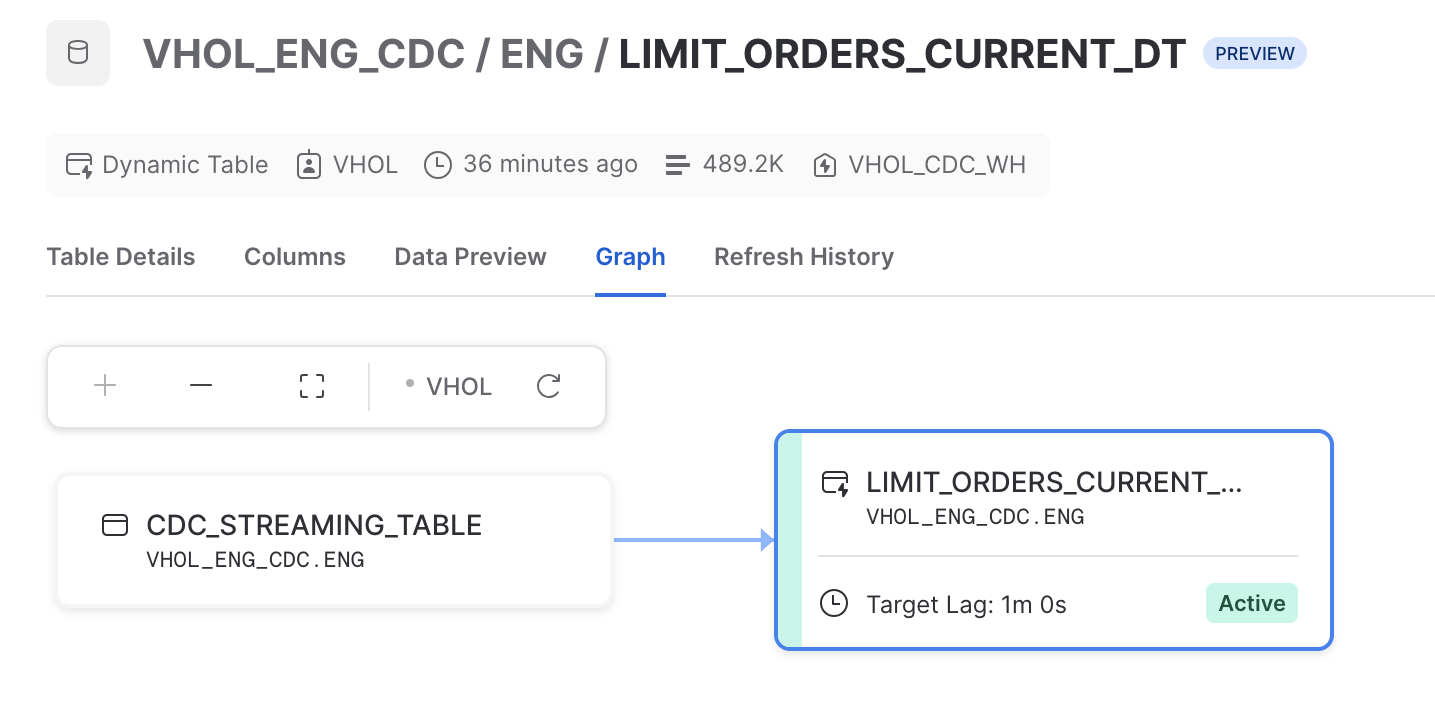 VHOL_ENG_CDC / ENG / LIMIT_ORDERS_CURRENT_DT PREVIEW
Dynamic Table VHOL 36 minutes ago 489.2K VHOL_CDC_WH
Table Details Columns Data Preview Graph Refresh History
VHOL
CDC_STREAMING_TABLE
VHOL_ENG_CDC.ENG
LIMIT_ORDERS_CURRENT_...
VHOL_ENG_CDC.ENG
Target Lag: 1m 0s Active